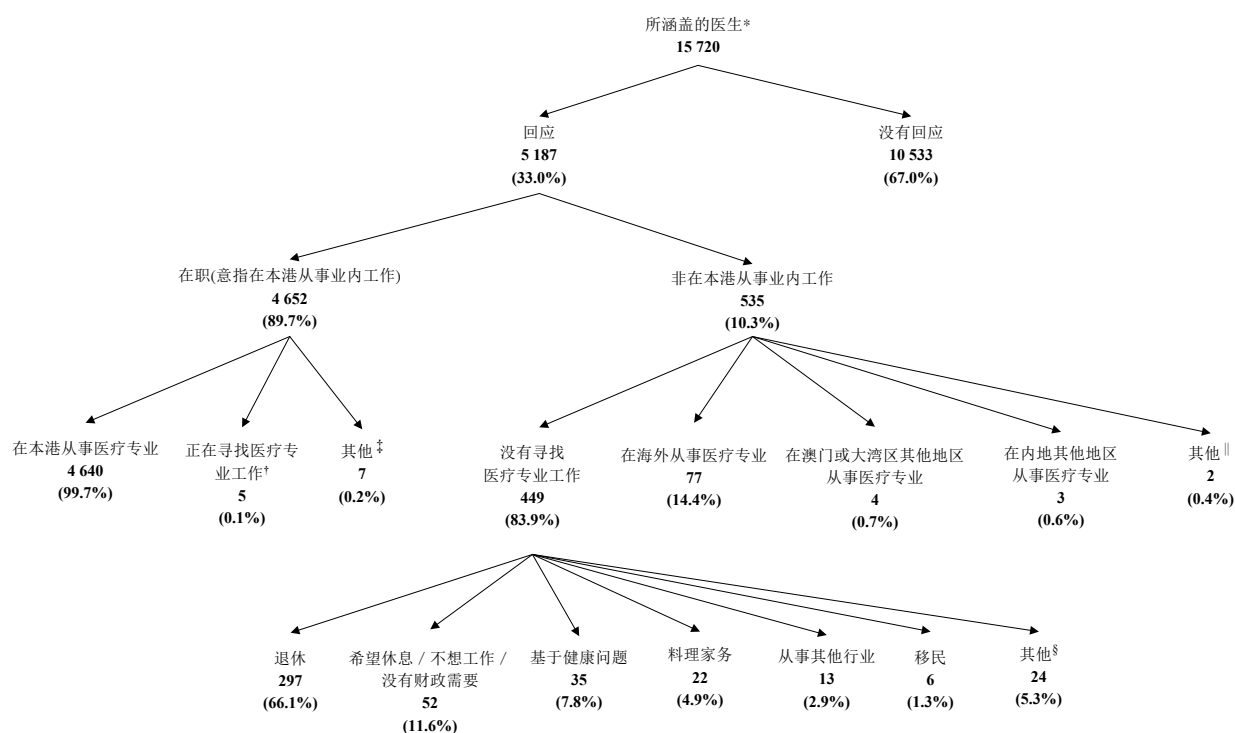 所涵盖的医生*
15 720
回应
5 187
(33.0%)
没有回应
10 533
(67.0%)
在职(意指在本港从事业内工作)
4 652
(89.7%)
非在本港从事业内工作
535
(10.3%)
在本港从事医疗专业
4 640
(99.7%)
正在寻找医疗专
业工作†
5
(0.1%)
其他‡
7
(0.2%)
没有寻找
医疗专业工作
449
(83.9%)
在海外从事医疗专业
77
(14.4%)
在澳门或大湾区其他地区
从事医疗专业
4
(0.7%)
在内地其他地区
从事医疗专业
3
(0.6%)
其他||
2
(0.4%)
退休
297
(66.1%)
希望休息 / 不想工作 /
没有财政需要
52
(11.6%)
基于健康问题
35
(7.8%)
料理家务
22
(4.9%)
从事其他行业
13
(2.9%)
移民
6
(1.3%)
其他§
24
(5.3%)